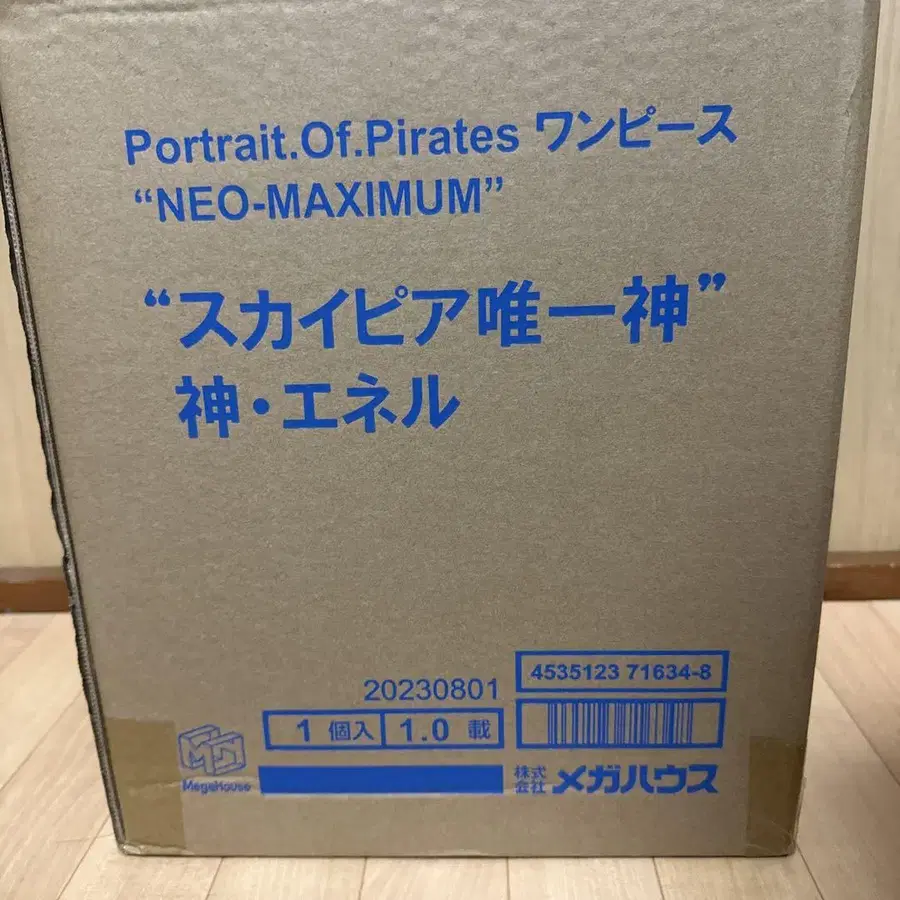 Portrait.Of.Pirates ワンピース
“NEO-MAXIMUM”
“スカイピア唯一神”
神・エネル
4535123 71634-8
20230801
1 個入 1.0 載
MegaHouse
株式会社 メガハウス